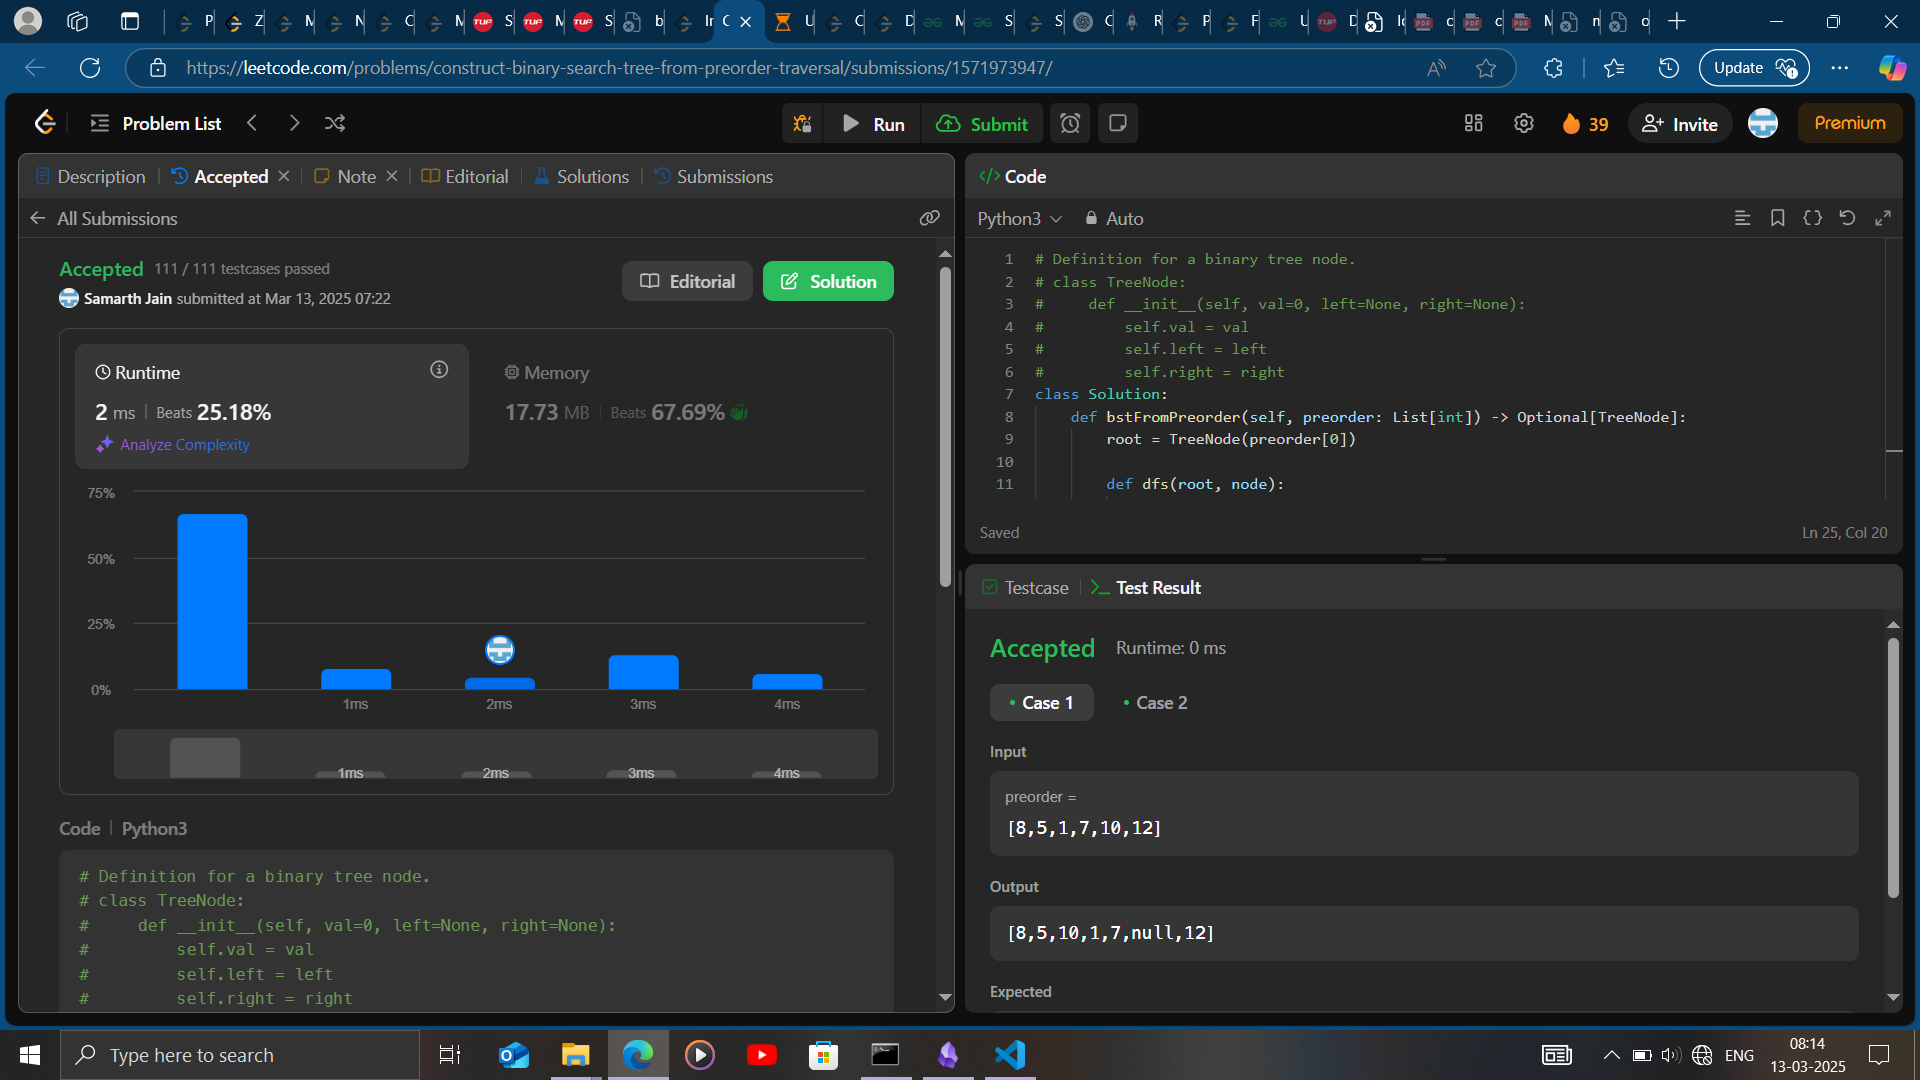 https://leetcode.com/problems/construct-binary-search-tree-from-preorder-traversal/submissions/1571973947/
Update
Problem List
Run
Submit
39
Invite
Premium
Description
Accepted
Note
Editorial
Solutions
Submissions
All Submissions
Accepted 111 / 111 testcases passed
Samarth Jain submitted at Mar 13, 2025 07:22
Editorial
Solution
Runtime
2 ms Beats 25.18%
Analyze Complexity
Memory
17.73 MB Beats 67.69%
75%
50%
25%
0%
1ms 2ms 3ms 4ms
1ms 2ms 3ms 4ms
Code Python3
# Definition for a binary tree node.
# class TreeNode:
#     def __init__(self, val=0, left=None, right=None):
#         self.val = val
#         self.left = left
#         self.right = right
</> Code
Python3 Auto
1 # Definition for a binary tree node.
2 # class TreeNode:
3 #     def __init__(self, val=0, left=None, right=None):
4 #         self.val = val
5 #         self.left = left
6 #         self.right = right
7 class Solution:
8     def bstFromPreorder(self, preorder: List[int]) -> Optional[TreeNode]:
9         root = TreeNode(preorder[0])
10
11         def dfs(root, node):
Saved
Ln 25, Col 20
Testcase
Test Result
Accepted Runtime: 0 ms
Case 1
Case 2
Input
preorder =
[8,5,1,7,10,12]
Output
[8,5,10,1,7,null,12]
Expected
Type here to search
ENG
08:14
13-03-2025